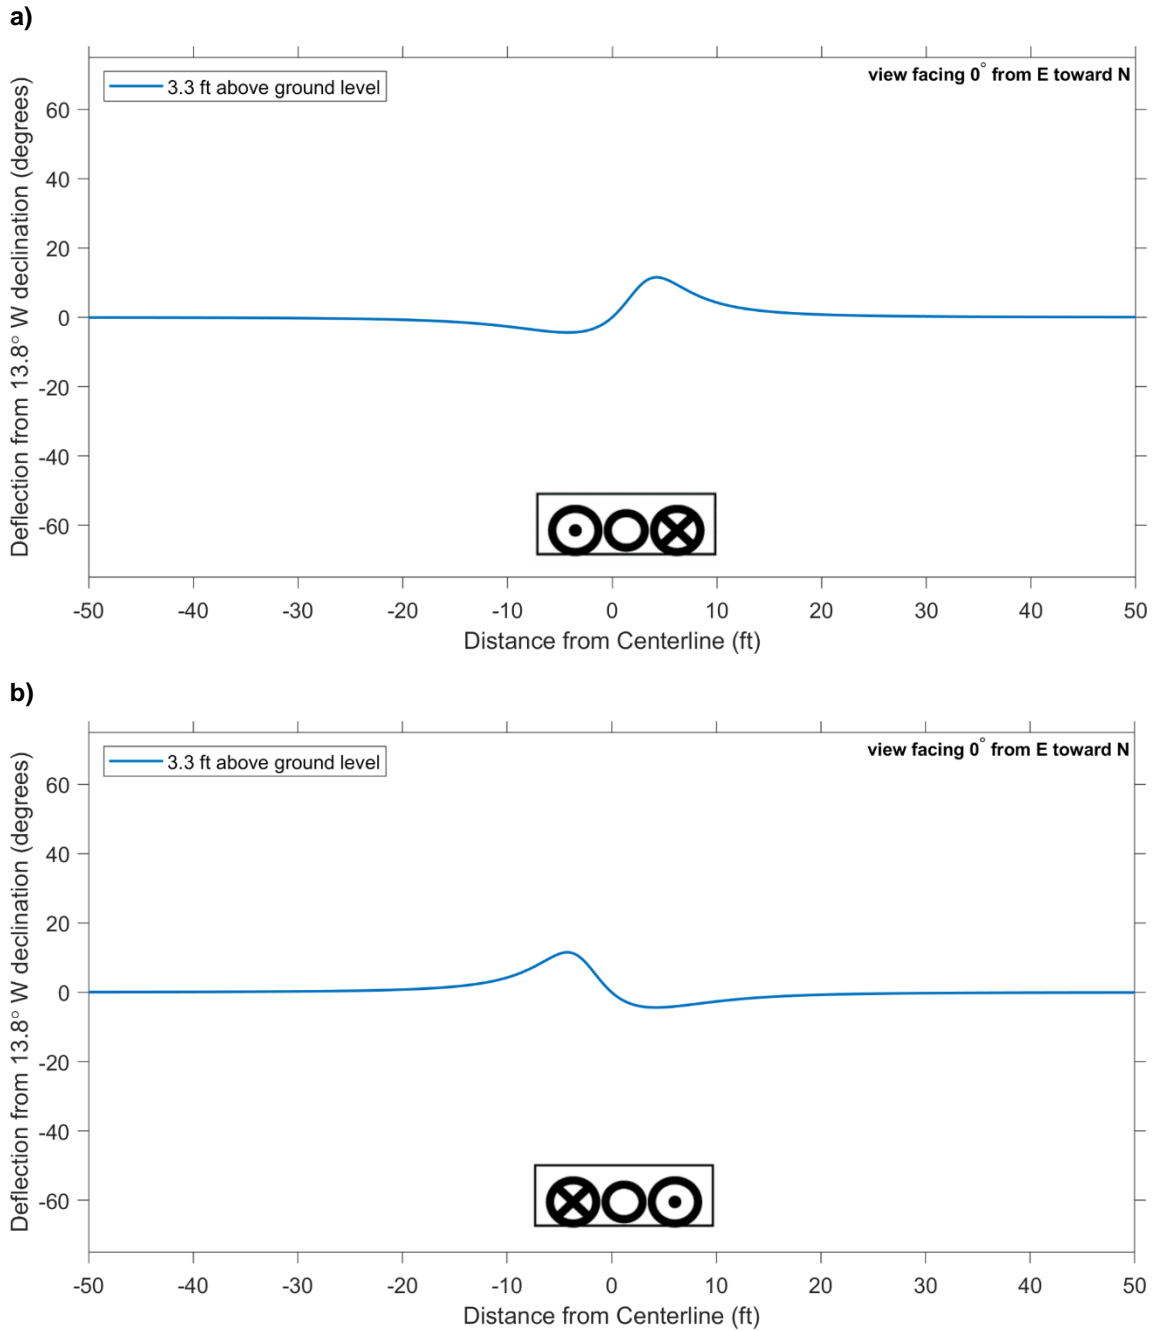 a)
3.3 ft above ground level
view facing 0° from E toward N
Deflection from 13.8° W declination (degrees)
60
40
20
0
-20
-40
-60
-50 -40 -30 -20 -10 0 10 20 30 40 50
Distance from Centerline (ft)
b)
3.3 ft above ground level
view facing 0° from E toward N
Deflection from 13.8° W declination (degrees)
60
40
20
0
-20
-40
-60
-50 -40 -30 -20 -10 0 10 20 30 40 50
Distance from Centerline (ft)